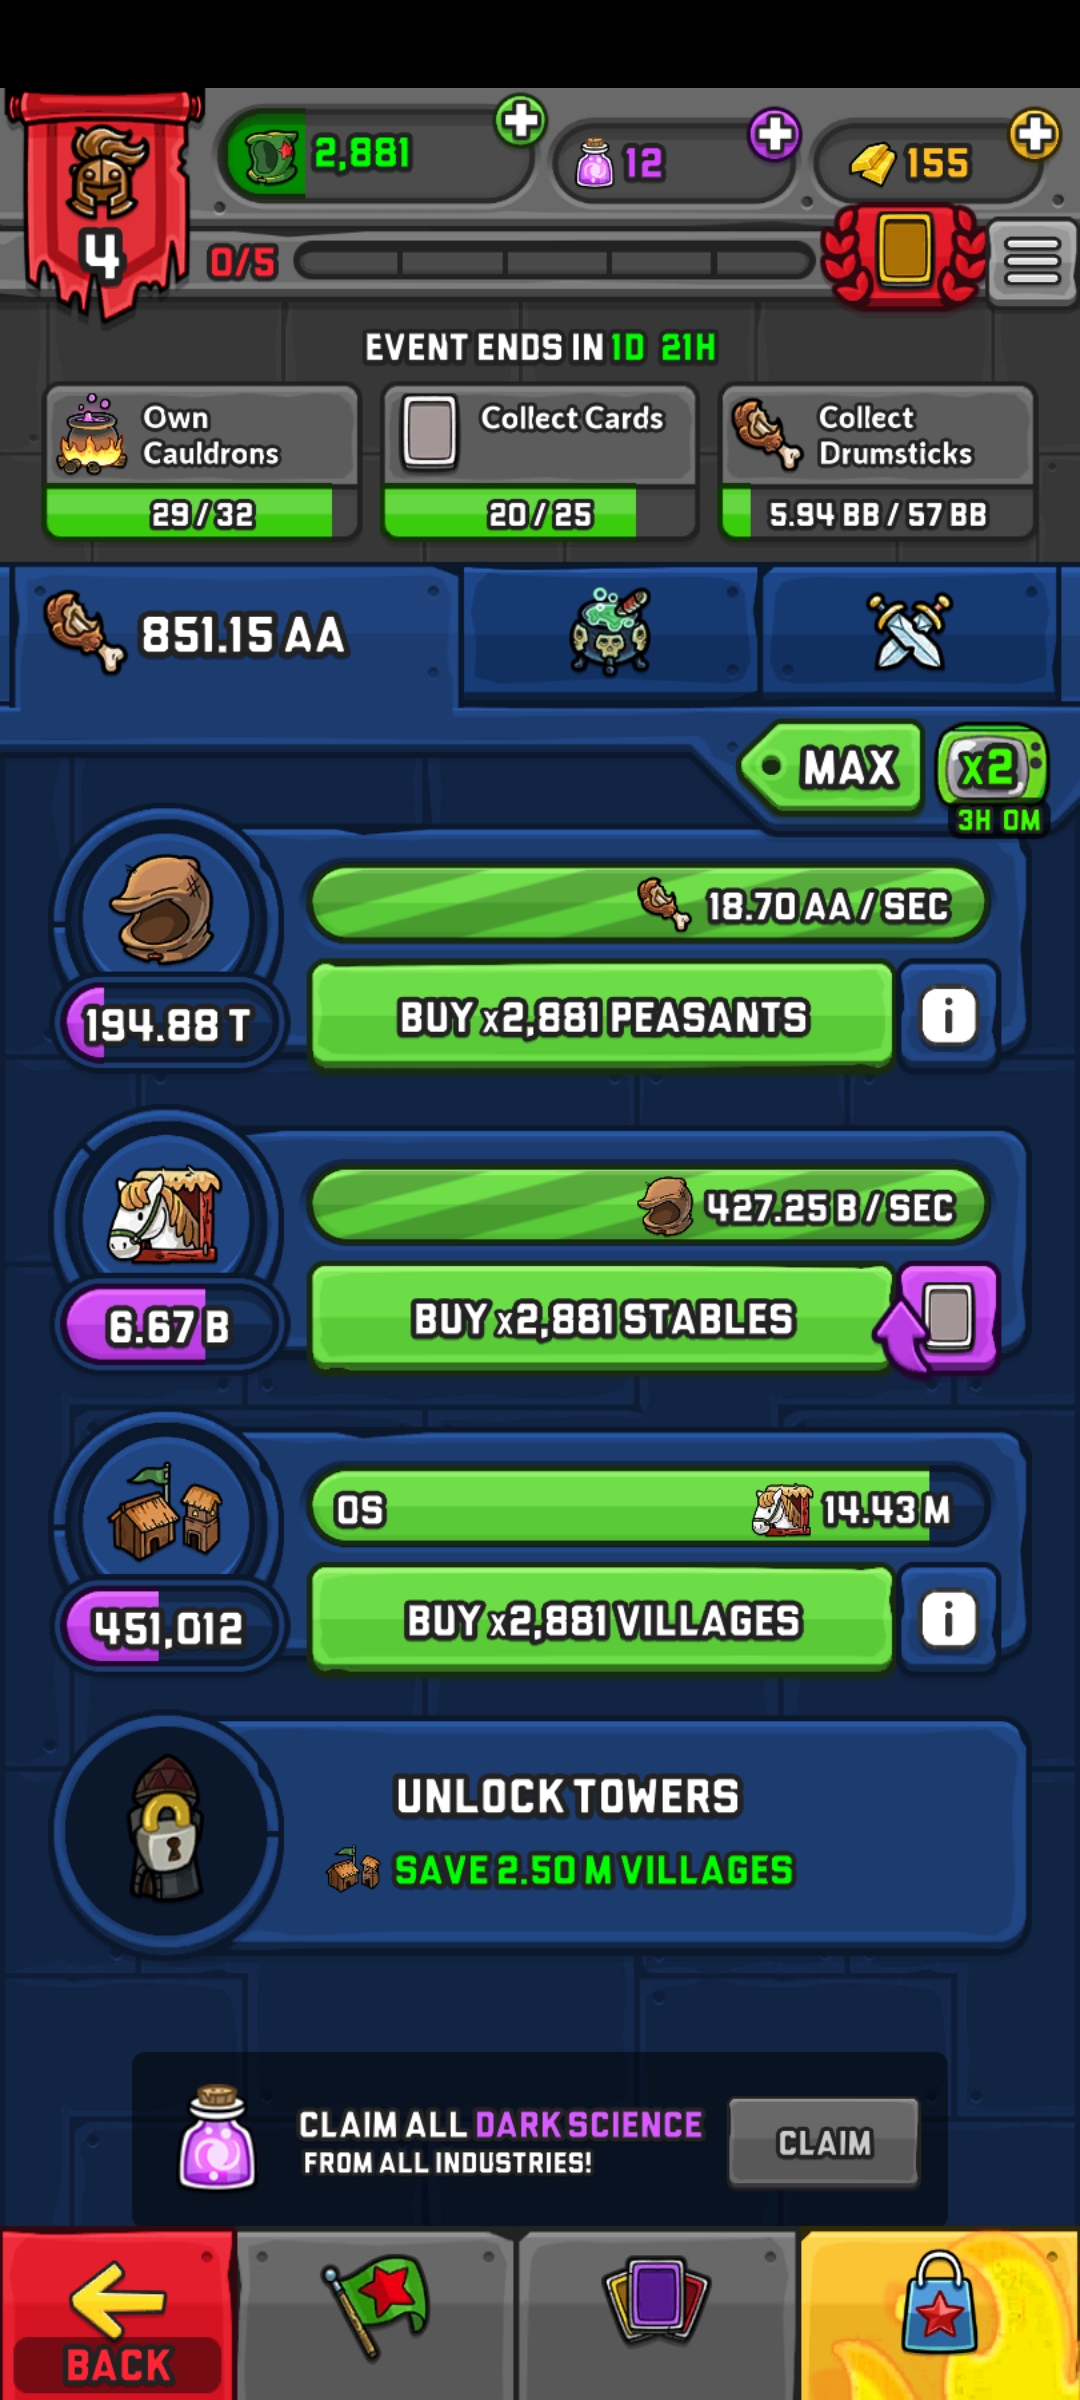 2,881
12
155
4
0/5
EVENT ENDS IN 1D 21H
Own
Cauldrons
29/32
Collect Cards
20/25
Collect
Drumsticks
5.94 BB / 57 BB
851.15 AA
MAX
x2
3H 0M
18.70 AA / SEC
194.88 T
BUY x2,881 PEASANTS
i
427.25 B / SEC
6.67 B
BUY x2,881 STABLES
0S
14.43 M
451,012
BUY x2,881 VILLAGES
i
UNLOCK TOWERS
SAVE 2.50 M VILLAGES
CLAIM ALL DARK SCIENCE
FROM ALL INDUSTRIES!
CLAIM
BACK